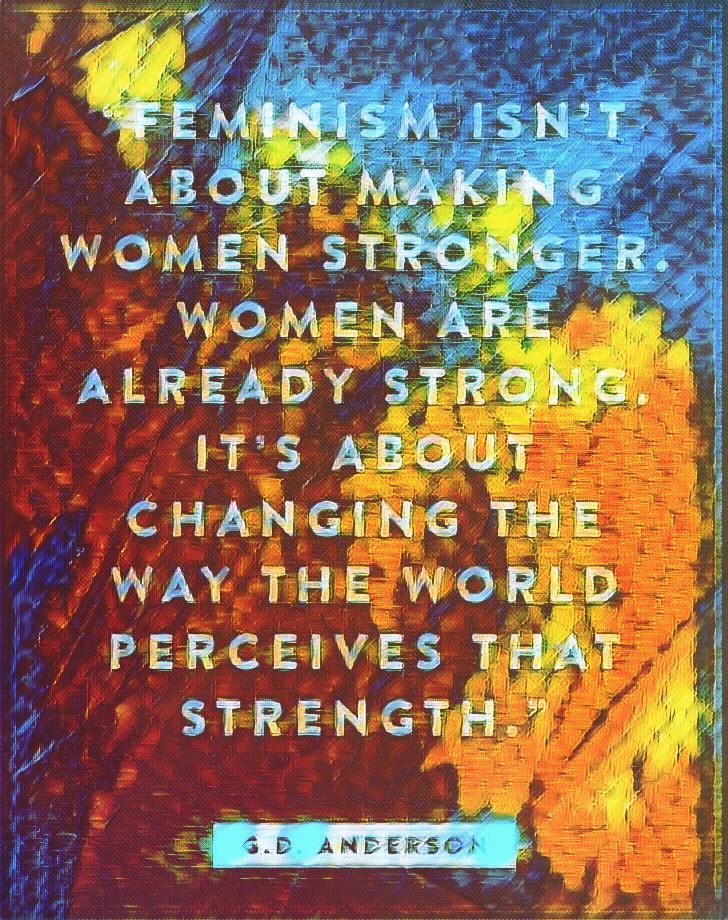 "FEMINISM ISN'T
ABOUT MAKING
WOMEN STRONGER.
WOMEN ARE
ALREADY STRONG.
IT'S ABOUT
CHANGING THE
WAY THE WORLD
PERCEIVES THAT
STRENGTH."
G.D. ANDERSON